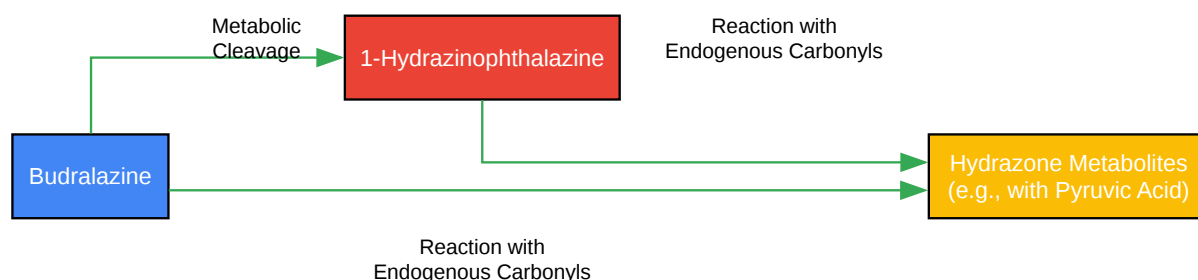 Metabolic
Cleavage
1-Hydrazinophthalazine
Reaction with
Endogenous Carbonyls
Budralazine
Hydrazone Metabolites
(e.g., with Pyruvic Acid)
Reaction with
Endogenous Carbonyls